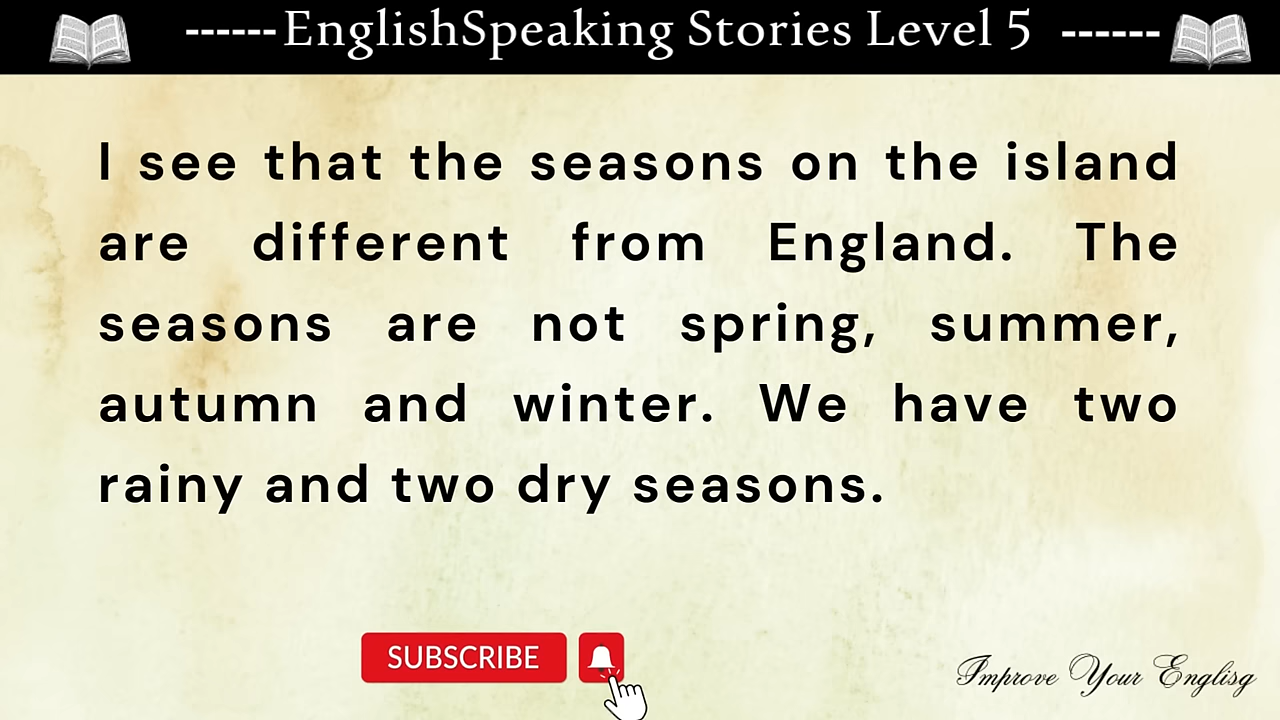 ------EnglishSpeaking Stories Level 5 ------
I see that the seasons on the island
are different from England. The
seasons are not spring, summer,
autumn and winter. We have two
rainy and two dry seasons.
SUBSCRIBE
Improve Your Englisg